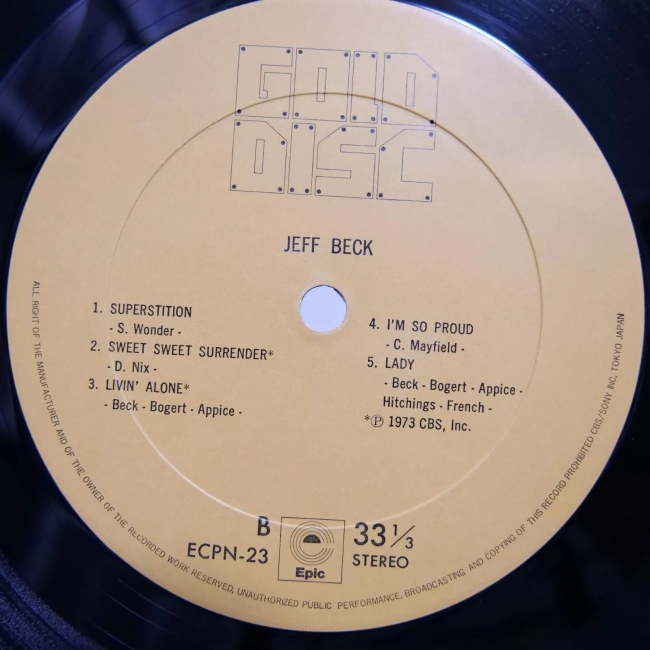 GOLD
DISC
JEFF BECK
1. SUPERSTITION
- S. Wonder -
2. SWEET SWEET SURRENDER*
- D. Nix -
3. LIVIN' ALONE*
- Beck - Bogert - Appice -
4. I'M SO PROUD
- C. Mayfield -
5. LADY
- Beck - Bogert - Appice -
Hitchings - French -
*Ⓟ 1973 CBS, Inc.
B
ECPN-23
Epic
33 1/3
STEREO
ALL RIGHT OF THE MANUFACTURER AND OF THE OWNER OF THE RECORDED WORK RESERVED, UNAUTHORIZED PUBLIC PERFORMANCE, BROADCASTING AND COPYING OF THIS RECORD PROHIBITED CBS/SONY INC. TOKYO JAPAN